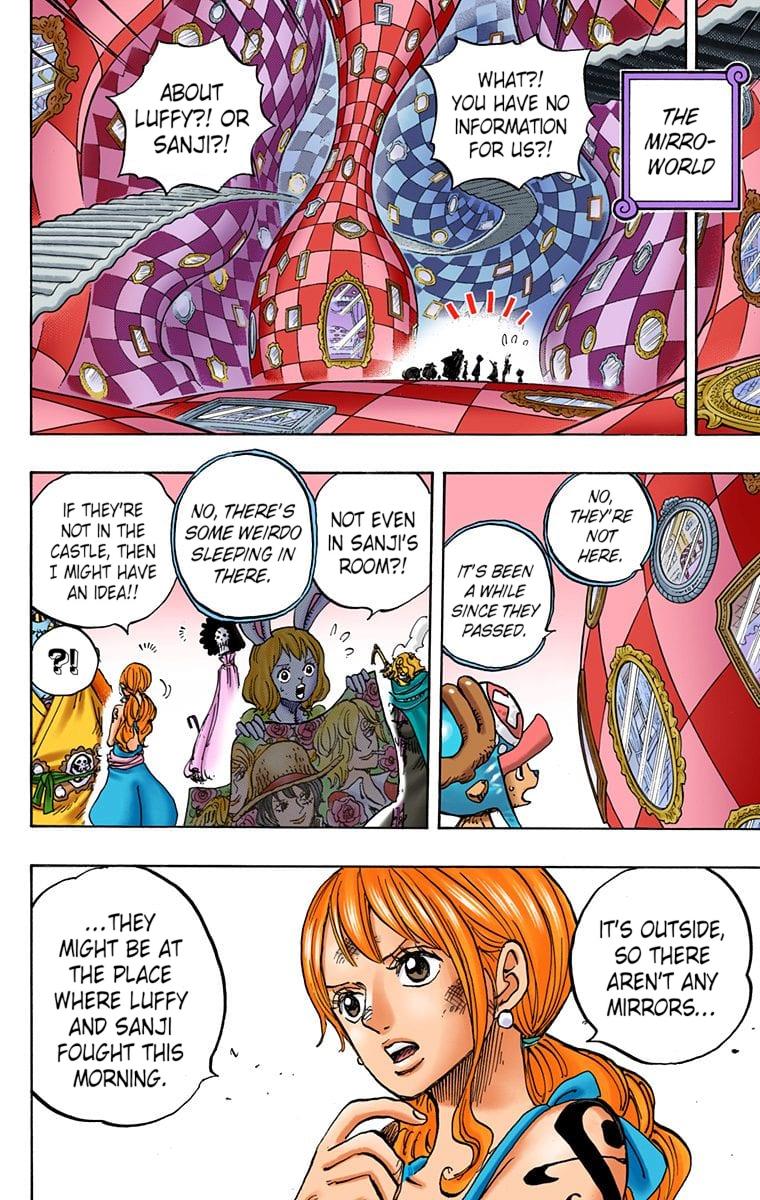 THE
MIRRO-
WORLD
WHAT?!
YOU HAVE NO
INFORMATION
FOR US?!
ABOUT
LUFFY?! OR
SANJI?!
NO,
THEY'RE
NOT
HERE.
IT'S BEEN
A WHILE
SINCE THEY
PASSED.
NOT EVEN
IN SANJI'S
ROOM?!
NO, THERE'S
SOME WEIRDO
SLEEPING IN
THERE.
IF THEY'RE
NOT IN THE
CASTLE, THEN
I MIGHT HAVE
AN IDEA!!
?!
IT'S OUTSIDE,
SO THERE
AREN'T ANY
MIRRORS...
...THEY
MIGHT BE AT
THE PLACE
WHERE LUFFY
AND SANJI
FOUGHT THIS
MORNING.